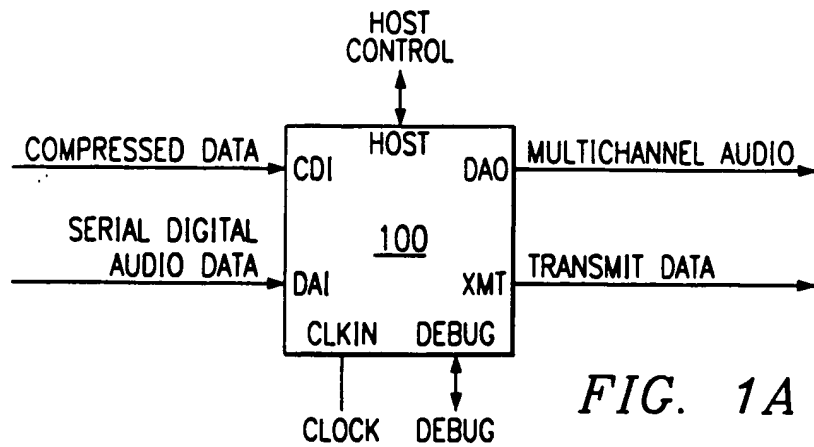 HOST
CONTROL
HOST
COMPRESSED DATA
CDI
DAO
MULTICHANNEL AUDIO
SERIAL DIGITAL
AUDIO DATA
100
DAI
XMT
TRANSMIT DATA
CLKIN
DEBUG
CLOCK
DEBUG
FIG. 1A